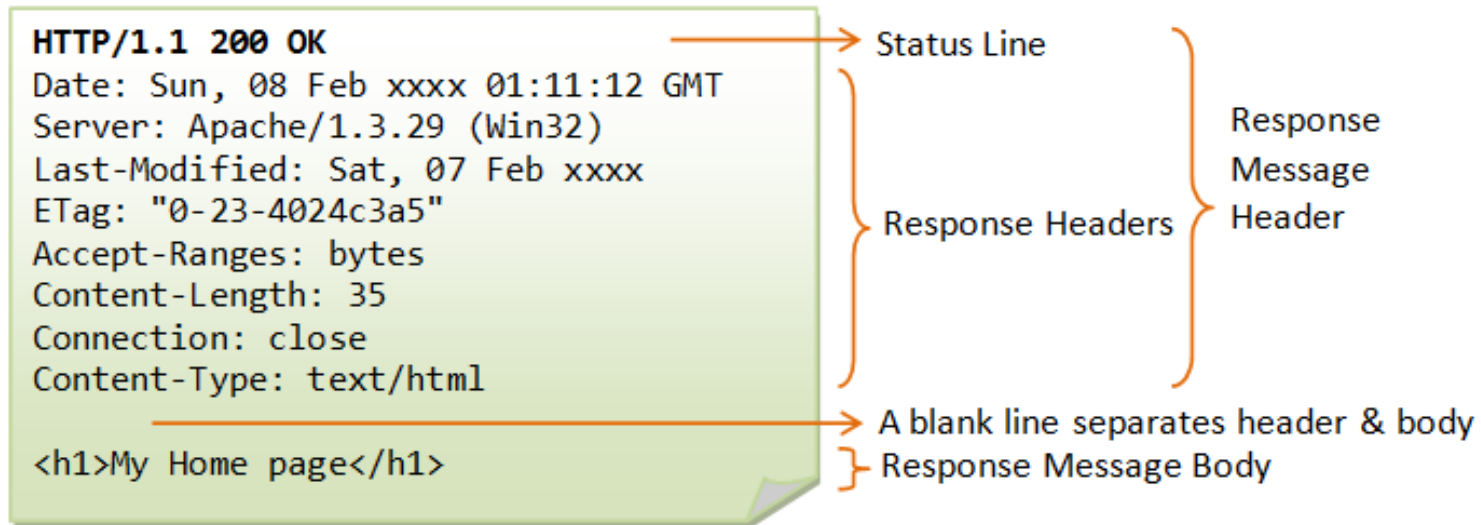 HTTP/1.1 200 OK
Date: Sun, 08 Feb xxxx 01:11:12 GMT
Server: Apache/1.3.29 (Win32)
Last-Modified: Sat, 07 Feb xxxx
ETag: "0-23-4024c3a5"
Accept-Ranges: bytes
Content-Length: 35
Connection: close
Content-Type: text/html
<h1>My Home page</h1>
Status Line
Response Headers
Response
Message
Header
A blank line separates header & body
Response Message Body